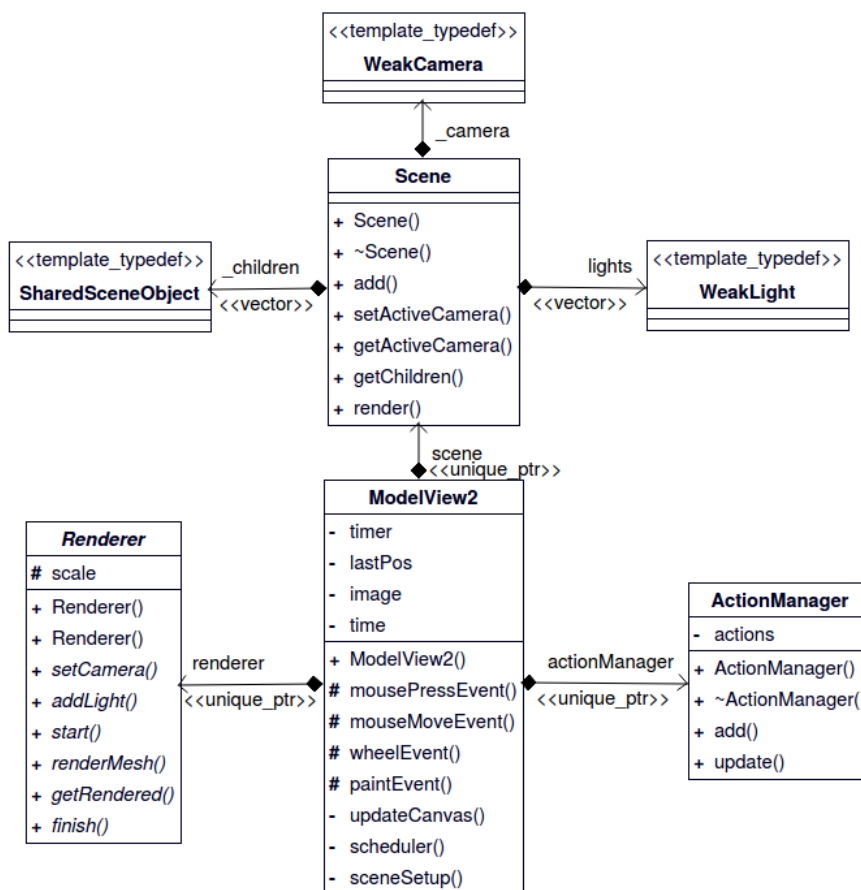 <<template_typedef>>
WeakCamera
_camera
Scene
+ Scene()
+ ~Scene()
+ add()
+ setActiveCamera()
+ getActiveCamera()
+ getChildren()
+ render()
<<template_typedef>>
SharedSceneObject
_children
<<vector>>
lights
<<vector>>
<<template_typedef>>
WeakLight
scene
<<unique_ptr>>
ModelView2
- timer
- lastPos
- image
- time
+ ModelView2()
# mousePressEvent()
# mouseMoveEvent()
# wheelEvent()
# paintEvent()
- updateCanvas()
- scheduler()
- sceneSetup()
Renderer
# scale
+ Renderer()
+ Renderer()
+ setCamera()
+ addLight()
+ start()
+ renderMesh()
+ getRendered()
+ finish()
renderer
<<unique_ptr>>
actionManager
<<unique_ptr>>
ActionManager
- actions
+ ActionManager()
+ ~ActionManager(
+ add()
+ update()